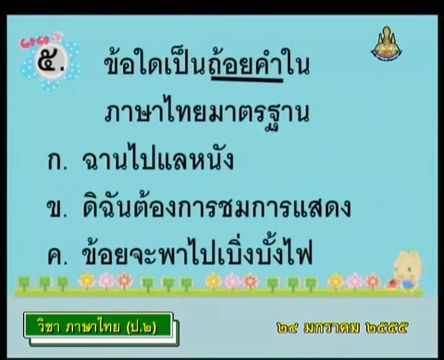 ๕.
ข้อใดเป็นถ้อยคำใน
ภาษาไทยมาตรฐาน
ก. ฉานไปแลหนัง
ข. ดิฉันต้องการชมการแสดง
ค. ข้อยจะพาไปเบิ่งบั้งไฟ
วิชา ภาษาไทย (ป.๒)
๒๔ มกราคม ๒๕๕๕